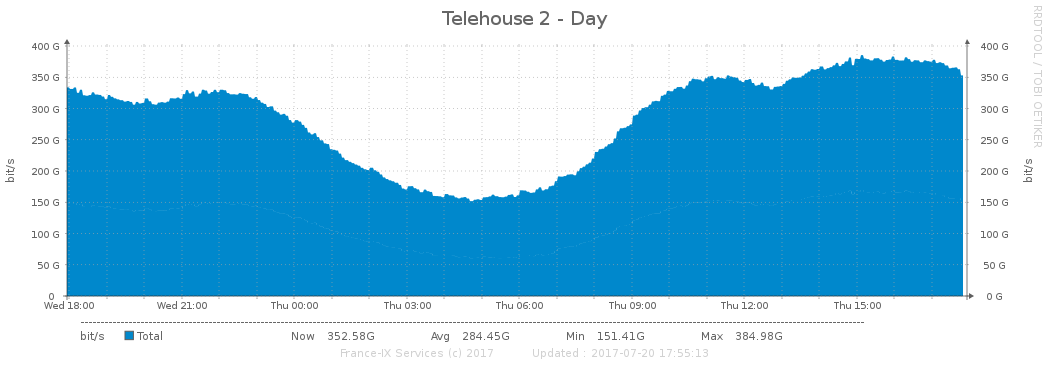 Telehouse 2 - Day
RRDTOOL / TOBI OETIKER
bit/s
400 G 400 G
350 G 350 G
300 G 300 G
250 G 250 G
200 G 200 G
150 G 150 G
100 G 100 G
50 G 50 G
0 0 G
bit/s
Wed 18:00 Wed 21:00 Thu 00:00 Thu 03:00 Thu 06:00 Thu 09:00 Thu 12:00 Thu 15:00
bit/s Total Now 352.58G Avg 284.45G Min 151.41G Max 384.98G
France-IX Services (c) 2017 Updated : 2017-07-20 17:55:13